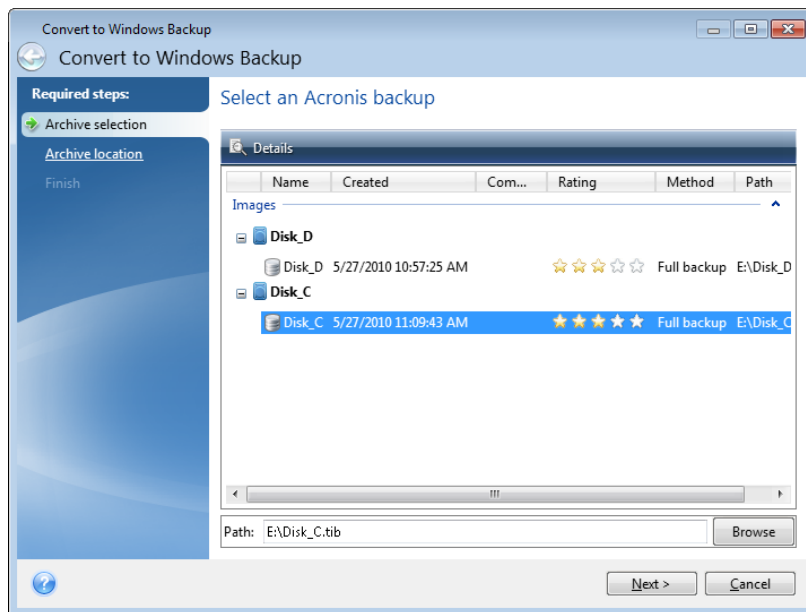 Convert to Windows Backup
Convert to Windows Backup
Required steps:
Archive selection
Archive location
Finish
Select an Acronis backup
Details
Name Created Com... Rating Method Path
Images
Disk_D
Disk_D 5/27/2010 10:57:25 AM Full backup E:\Disk_D
Disk_C
Disk_C 5/27/2010 11:09:43 AM Full backup E:\Disk_C
Path: E:\Disk_C.tib Browse
Next > Cancel